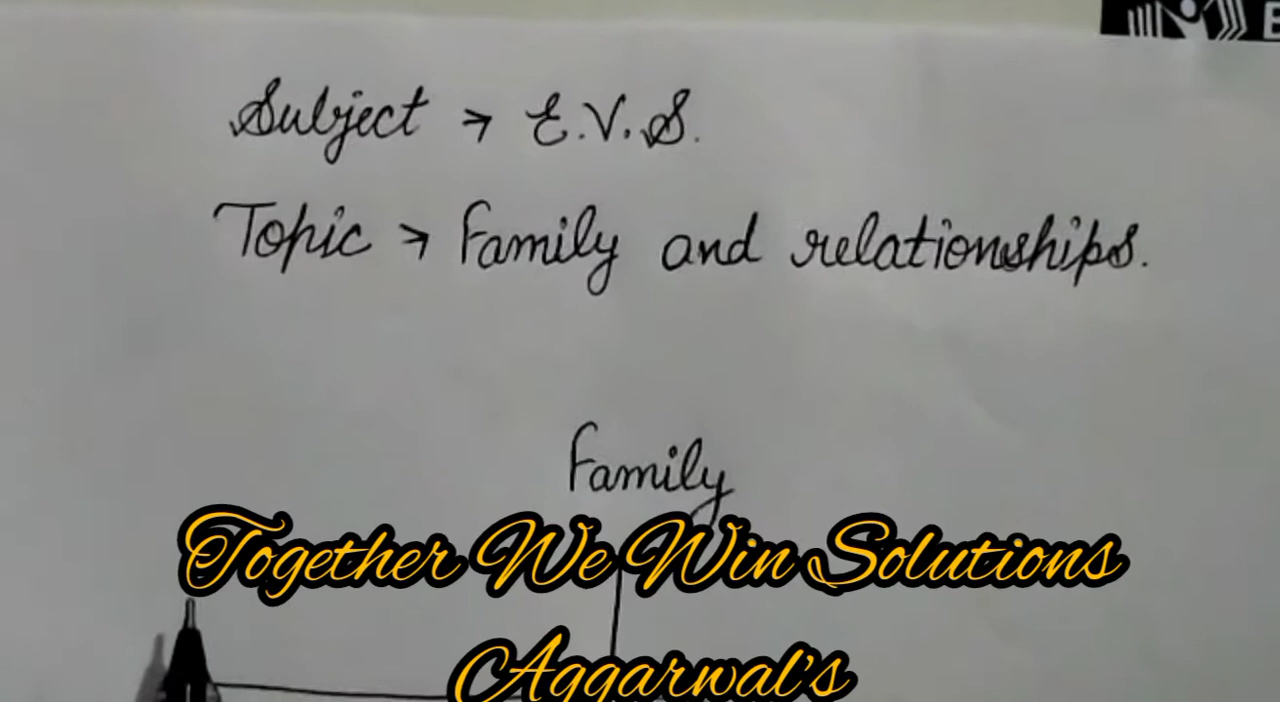 Subject → E.V.S.
Topic → Family and relationships.
Family
Together We Win Solutions
Aggarwal's